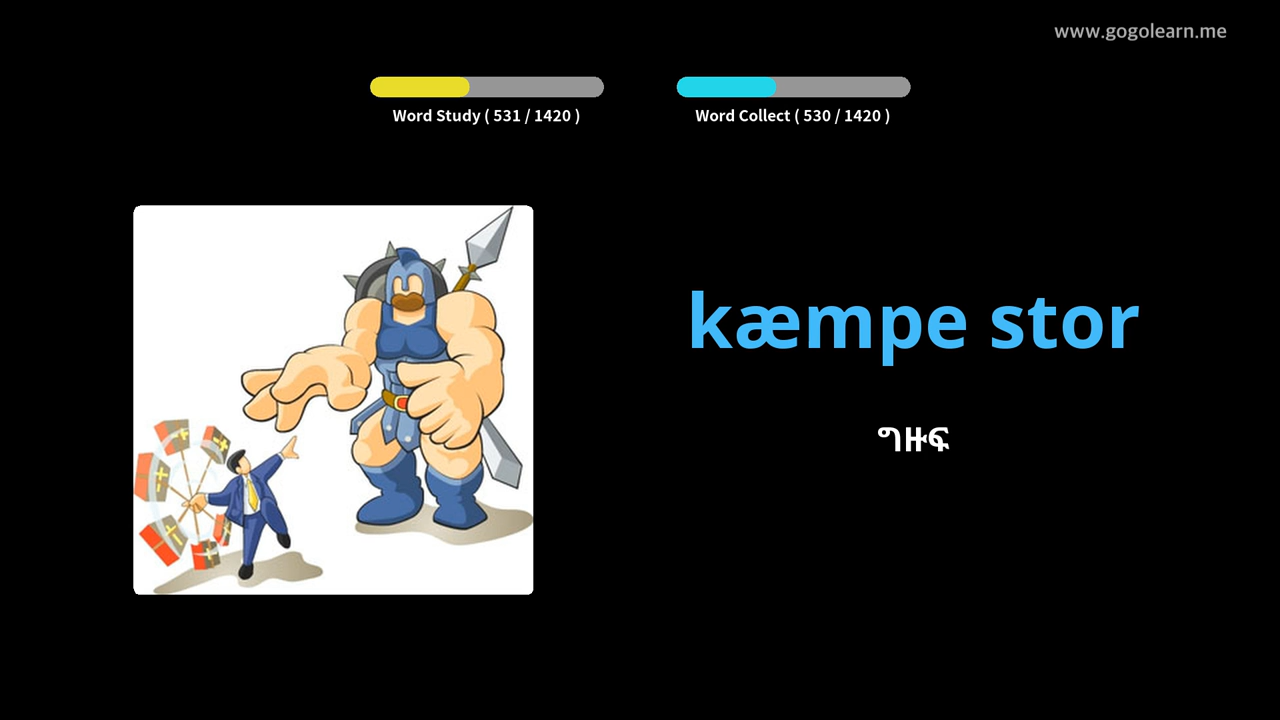 www.gogolearn.me
Word Study ( 531 / 1420 )
Word Collect ( 530 / 1420 )
kæmpe stor
ግዙፍ